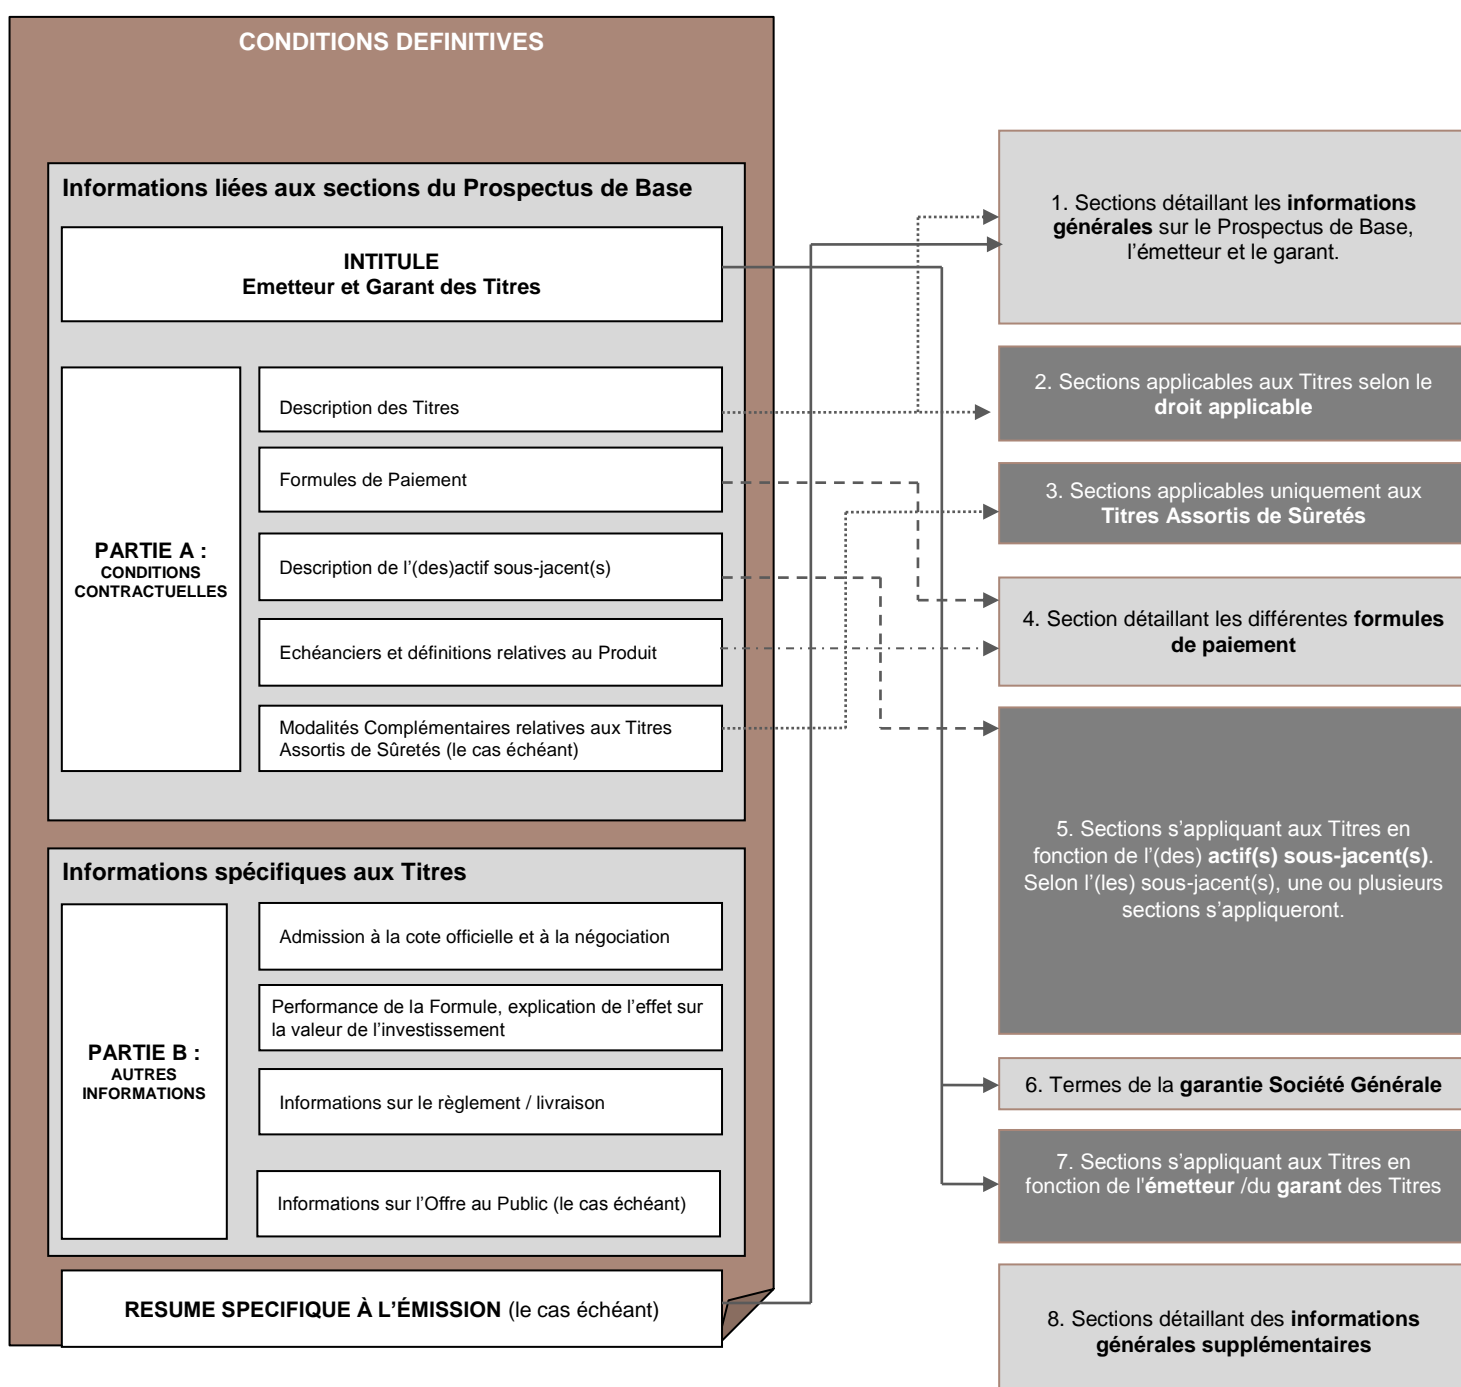 CONDITIONS DEFINITIVES
Informations liées aux sections du Prospectus de Base
INTITULE
Emetteur et Garant des Titres
PARTIE A :
CONDITIONS
CONTRACTUELLES
Description des Titres
Formules de Paiement
Description de l’(des)actif sous-jacent(s)
Echéanciers et définitions relatives au Produit
Modalités Complémentaires relatives aux Titres
Assortis de Sûretés (le cas échéant)
Informations spécifiques aux Titres
PARTIE B :
AUTRES
INFORMATIONS
Admission à la cote officielle et à la négociation
Performance de la Formule, explication de l’effet sur
la valeur de l’investissement
Informations sur le règlement / livraison
Informations sur l’Offre au Public (le cas échéant)
RESUME SPECIFIQUE À L’ÉMISSION (le cas échéant)
1. Sections détaillant les informations
générales sur le Prospectus de Base,
l’émetteur et le garant.
2. Sections applicables aux Titres selon le
droit applicable
3. Sections applicables uniquement aux
Titres Assortis de Sûretés
4. Section détaillant les différentes formules
de paiement
5. Sections s’appliquant aux Titres en
fonction de l’(des) actif(s) sous-jacent(s).
Selon l’(les) sous-jacent(s), une ou plusieurs
sections s’appliqueront.
6. Termes de la garantie Société Générale
7. Sections s’appliquant aux Titres en
fonction de l'émetteur /du garant des Titres
8. Sections détaillant des informations
générales supplémentaires